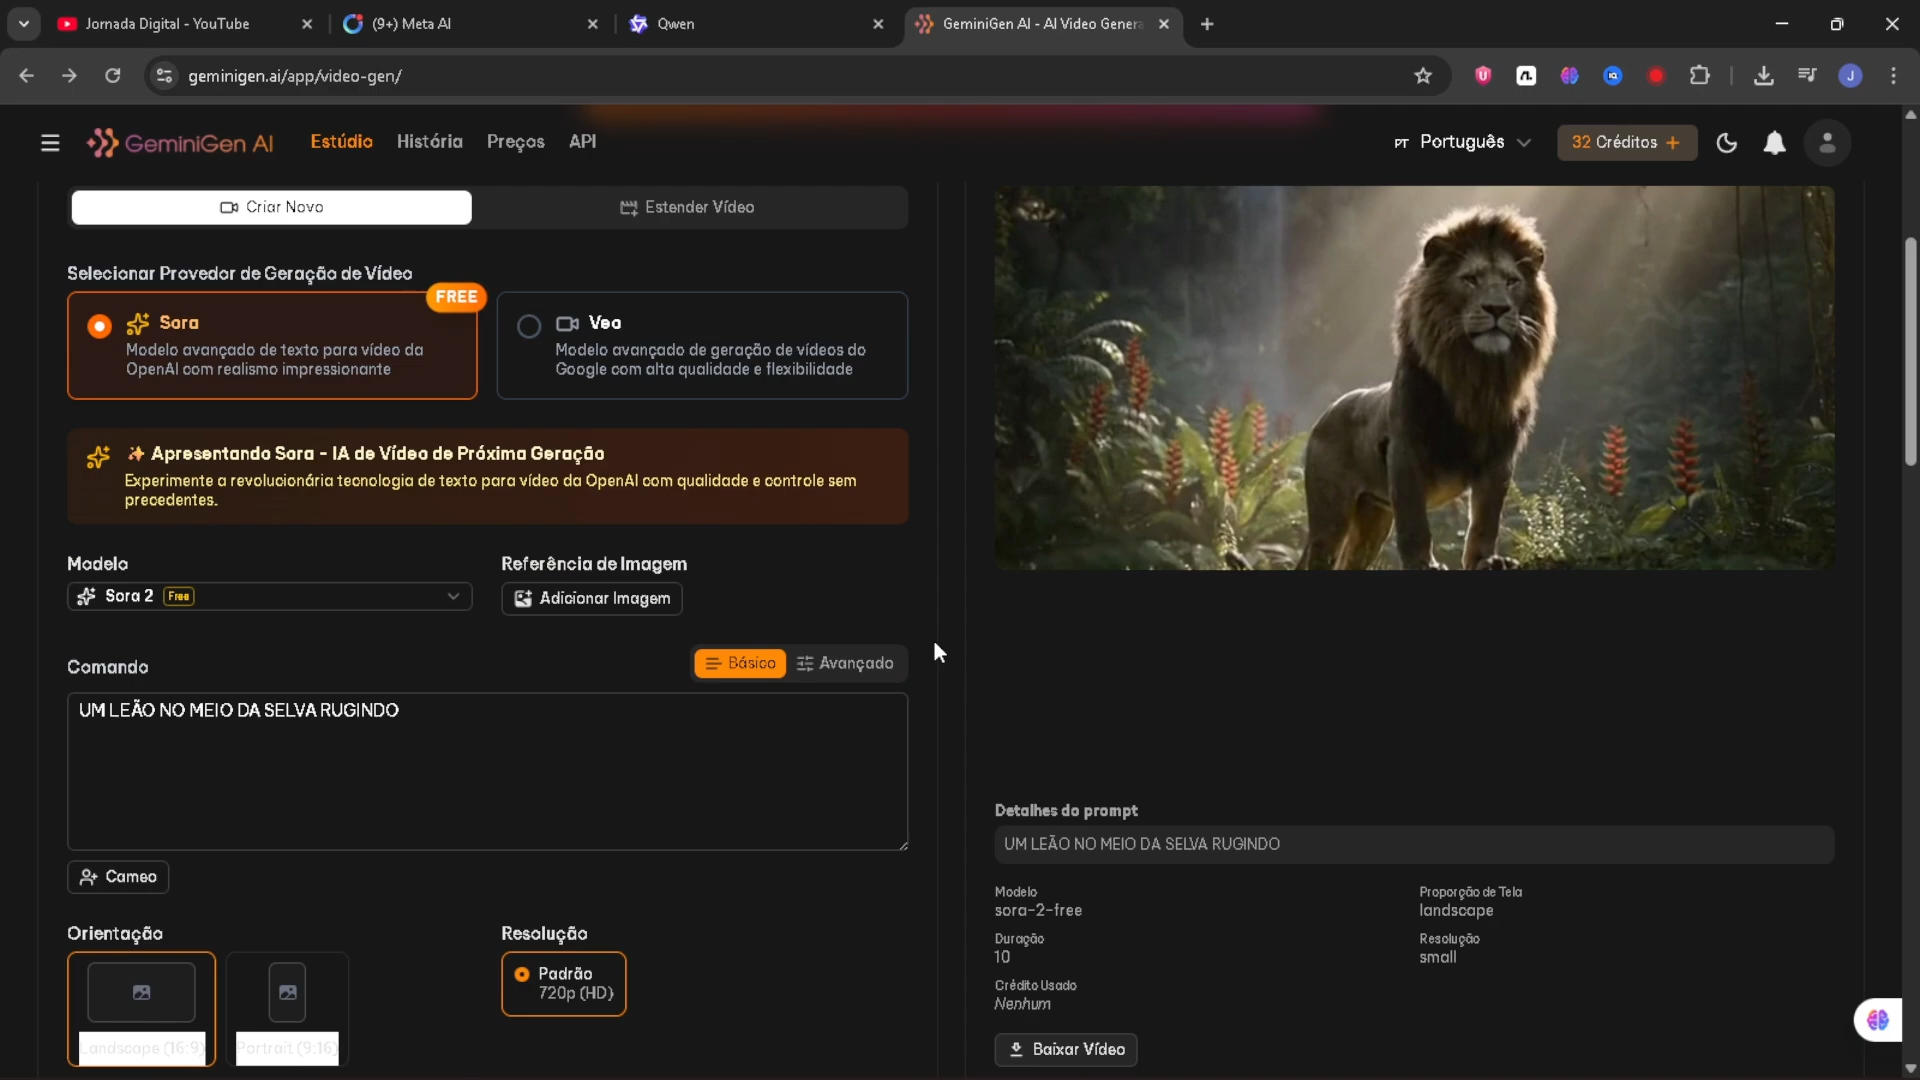 Jornada Digital - YouTube
(9+) Meta AI
Qwen
GeminiGen AI - AI Video Genera
geminigen.ai/app/video-gen/
J
GeminiGen AI
Estúdio
História
Preços
API
PT Português
32 Créditos +
Criar Novo
Estender Vídeo
Selecionar Provedor de Geração de Vídeo
FREE
Sora
Modelo avançado de texto para vídeo da
OpenAI com realismo impressionante
Veo
Modelo avançado de geração de vídeos do
Google com alta qualidade e flexibilidade
Apresentando Sora - IA de Vídeo de Próxima Geração
Experimente a revolucionária tecnologia de texto para vídeo da OpenAI com qualidade e controle sem
precedentes.
Modelo
Sora 2 Free
Referência de Imagem
Adicionar Imagem
Comando
Básico
Avançado
UM LEÃO NO MEIO DA SELVA RUGINDO
Cameo
Orientação
Landscape (16:9)
Portrait (9:16)
Resolução
Padrão
720p (HD)
Detalhes do prompt
UM LEÃO NO MEIO DA SELVA RUGINDO
Modelo
sora-2-free
Proporção de Tela
landscape
Duração
10
Resolução
small
Crédito Usado
Nenhum
Baixar Vídeo